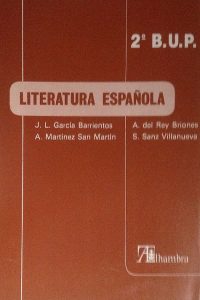 2º B.U.P.
LITERATURA ESPAÑOLA
J. L. García Barrientos
A. Martínez San Martín
A. del Rey Briones
S. Sanz Villanueva
Alhambra